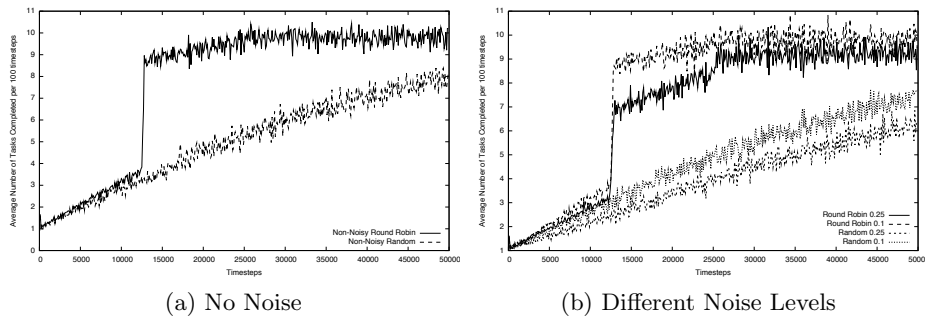 Average Number of Tasks Completed per 100 timesteps
11
10
9
8
7
6
5
4
3
2
1
0
0 5000 10000 15000 20000 25000 30000 35000 40000 45000 50000
Timesteps
Non-Noisy Round Robin
Non-Noisy Random
(a) No Noise
Average Number of Tasks Completed per 100 timesteps
11
10
9
8
7
6
5
4
3
2
1
0 5000 10000 15000 20000 25000 30000 35000 40000 45000 5000
Timesteps
Round Robin 0.25
Round Robin 0.1
Random 0.25
Random 0.1
(b) Different Noise Levels